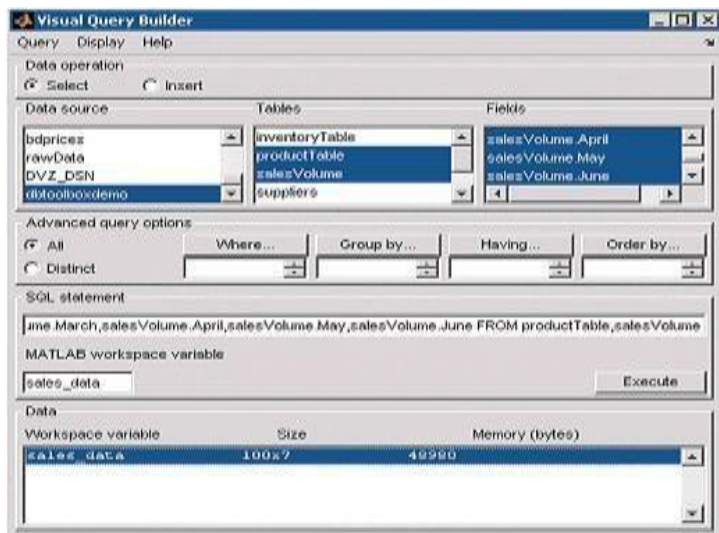 Visual Query Builder
Query Display Help
Data operation
Select Insert
Data source Tables Fields
bdprices inventoryTable salesVolume.April
rawData productTable salesVolume.May
DVZ_DSN salesVolume salesVolume.June
dbtoolboxdemo suppliers
Advanced query options
All Where... Group by... Having... Order by...
Distinct
SQL statement
ume.March,salesVolume.April,salesVolume.May,salesVolume.June FROM productTable,salesVolume
MATLAB workspace variable
sales_data Execute
Data
Workspace variable Size Memory (bytes)
sales_data 100x7 48980